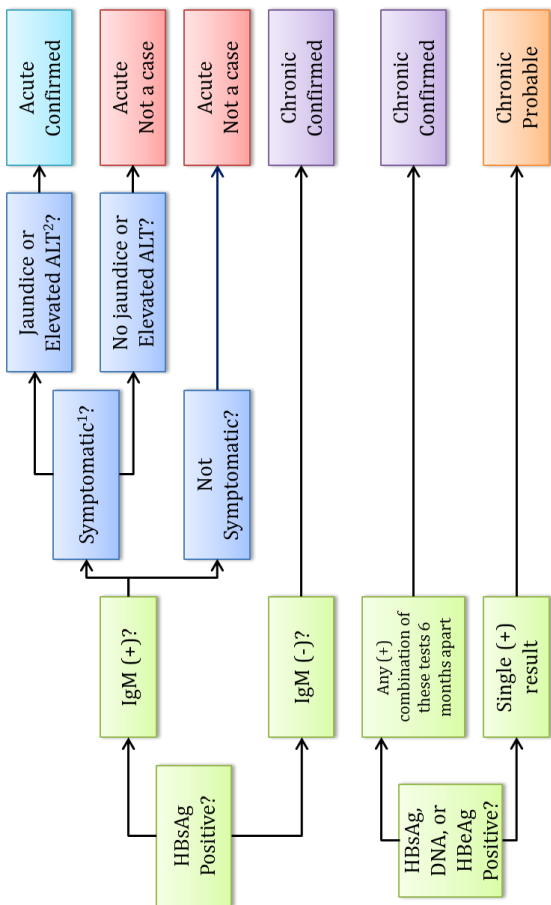 HBsAg
Positive?
IgM (+)?
Symptomatic¹?
Jaundice or
Elevated ALT²?
Acute
Confirmed
No jaundice or
Elevated ALT?
Acute
Not a case
Not
Symptomatic?
Acute
Not a case
IgM (-)?
Chronic
Confirmed
HBsAg,
DNA, or
HBeAg
Positive?
Any (+)
combination of
these tests 6
months apart
Chronic
Confirmed
Single (+)
result
Chronic
Probable